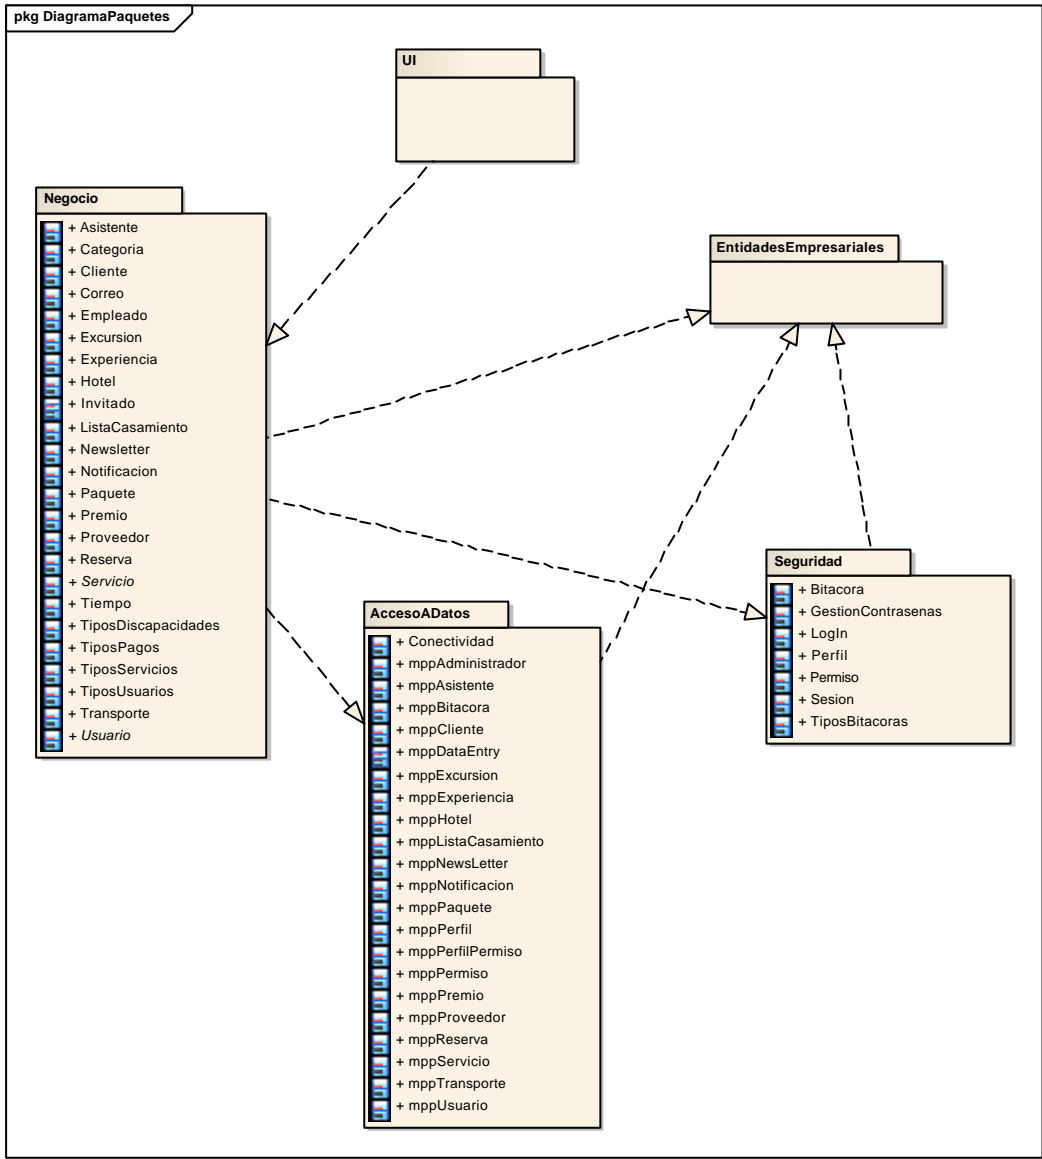 pkg DiagramaPaquetes
UI
Negocio
+ Asistente
+ Categoria
+ Cliente
+ Correo
+ Empleado
+ Excursion
+ Experiencia
+ Hotel
+ Invitado
+ ListaCasamiento
+ Newsletter
+ Notificacion
+ Paquete
+ Premio
+ Proveedor
+ Reserva
+ Servicio
+ Tiempo
+ TiposDiscapacidades
+ TiposPagos
+ TiposServicios
+ TiposUsuarios
+ Transporte
+ Usuario
EntidadesEmpresariales
AccesoADatos
+ Conectividad
+ mppAdministrador
+ mppAsistente
+ mppBitacora
+ mppCliente
+ mppDataEntry
+ mppExcursion
+ mppExperiencia
+ mppHotel
+ mppListaCasamiento
+ mppNewsLetter
+ mppNotificacion
+ mppPaquete
+ mppPerfil
+ mppPerfilPermiso
+ mppPermiso
+ mppPremio
+ mppProveedor
+ mppReserva
+ mppServicio
+ mppTransporte
+ mppUsuario
Seguridad
+ Bitacora
+ GestionContrasenas
+ LogIn
+ Perfil
+ Permiso
+ Sesion
+ TiposBitacoras